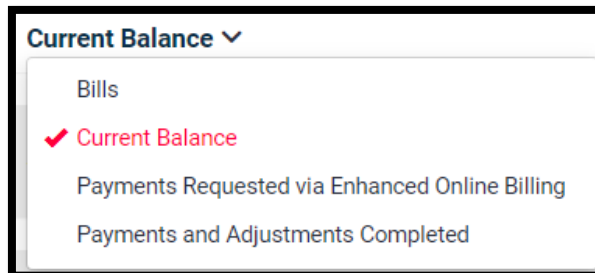 Current Balance
Bills
Current Balance
Payments Requested via Enhanced Online Billing
Payments and Adjustments Completed